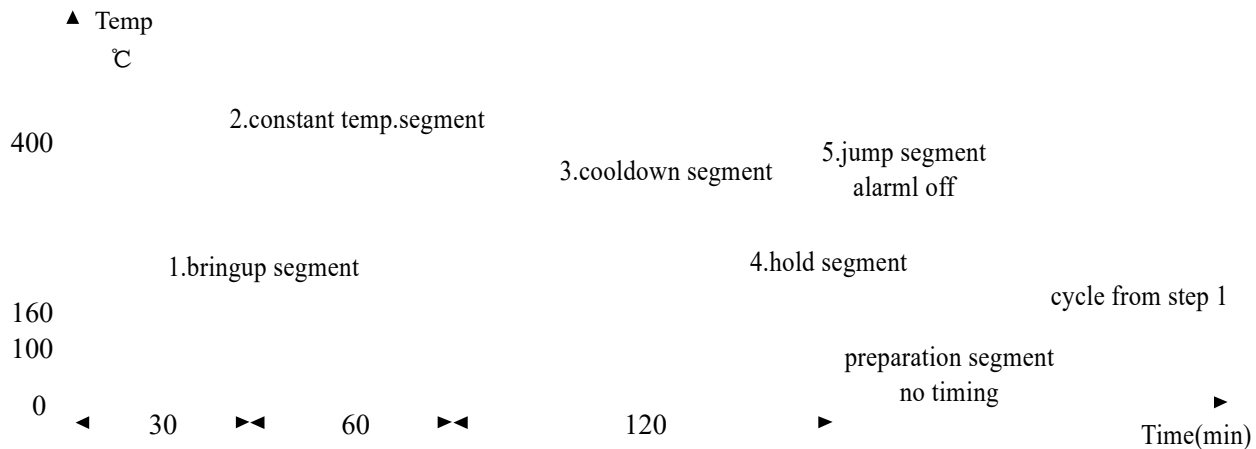 Temp
℃
2.constant temp.segment
400
5.jump segment
3.cooldown segment
alarml off
1.bringup segment
4.hold segment
cycle from step 1
160
100
preparation segment
no timing
0
30
60
120
Time(min)